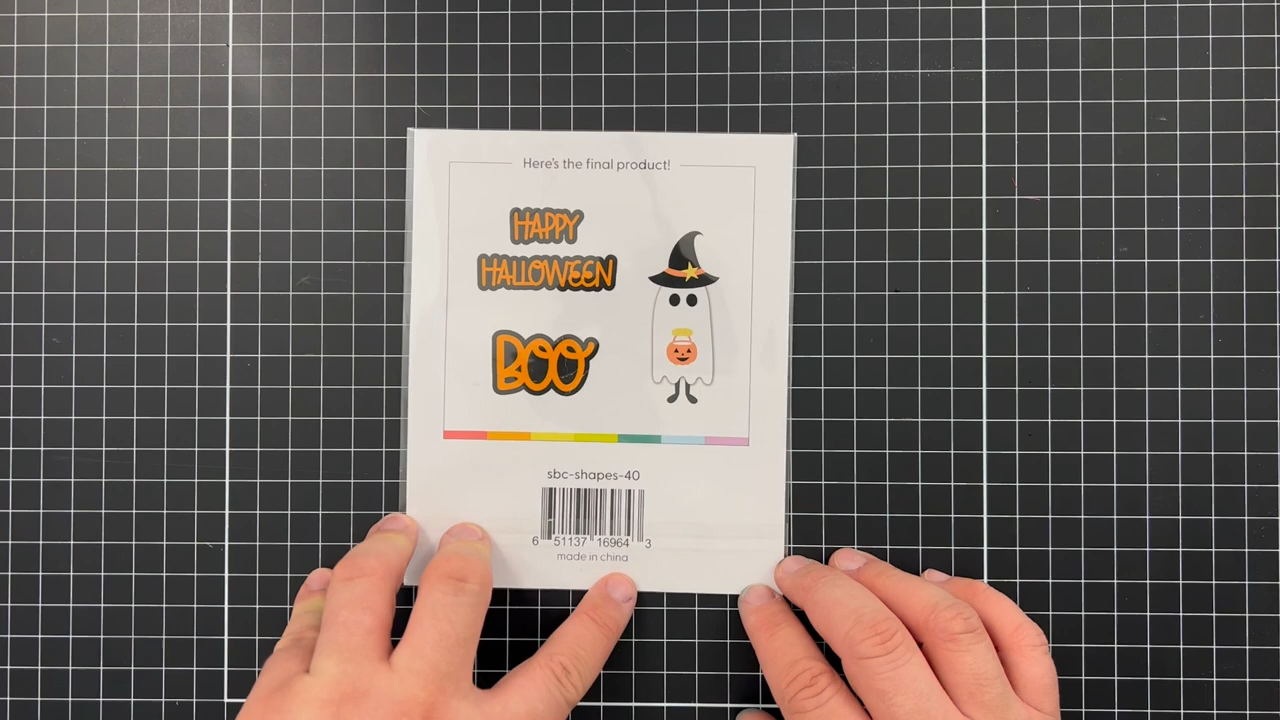 Here's the final product!
HAPPY
HALLOWEEN
BOO
sbc-shapes-40
6 51137 16964 3
made in china